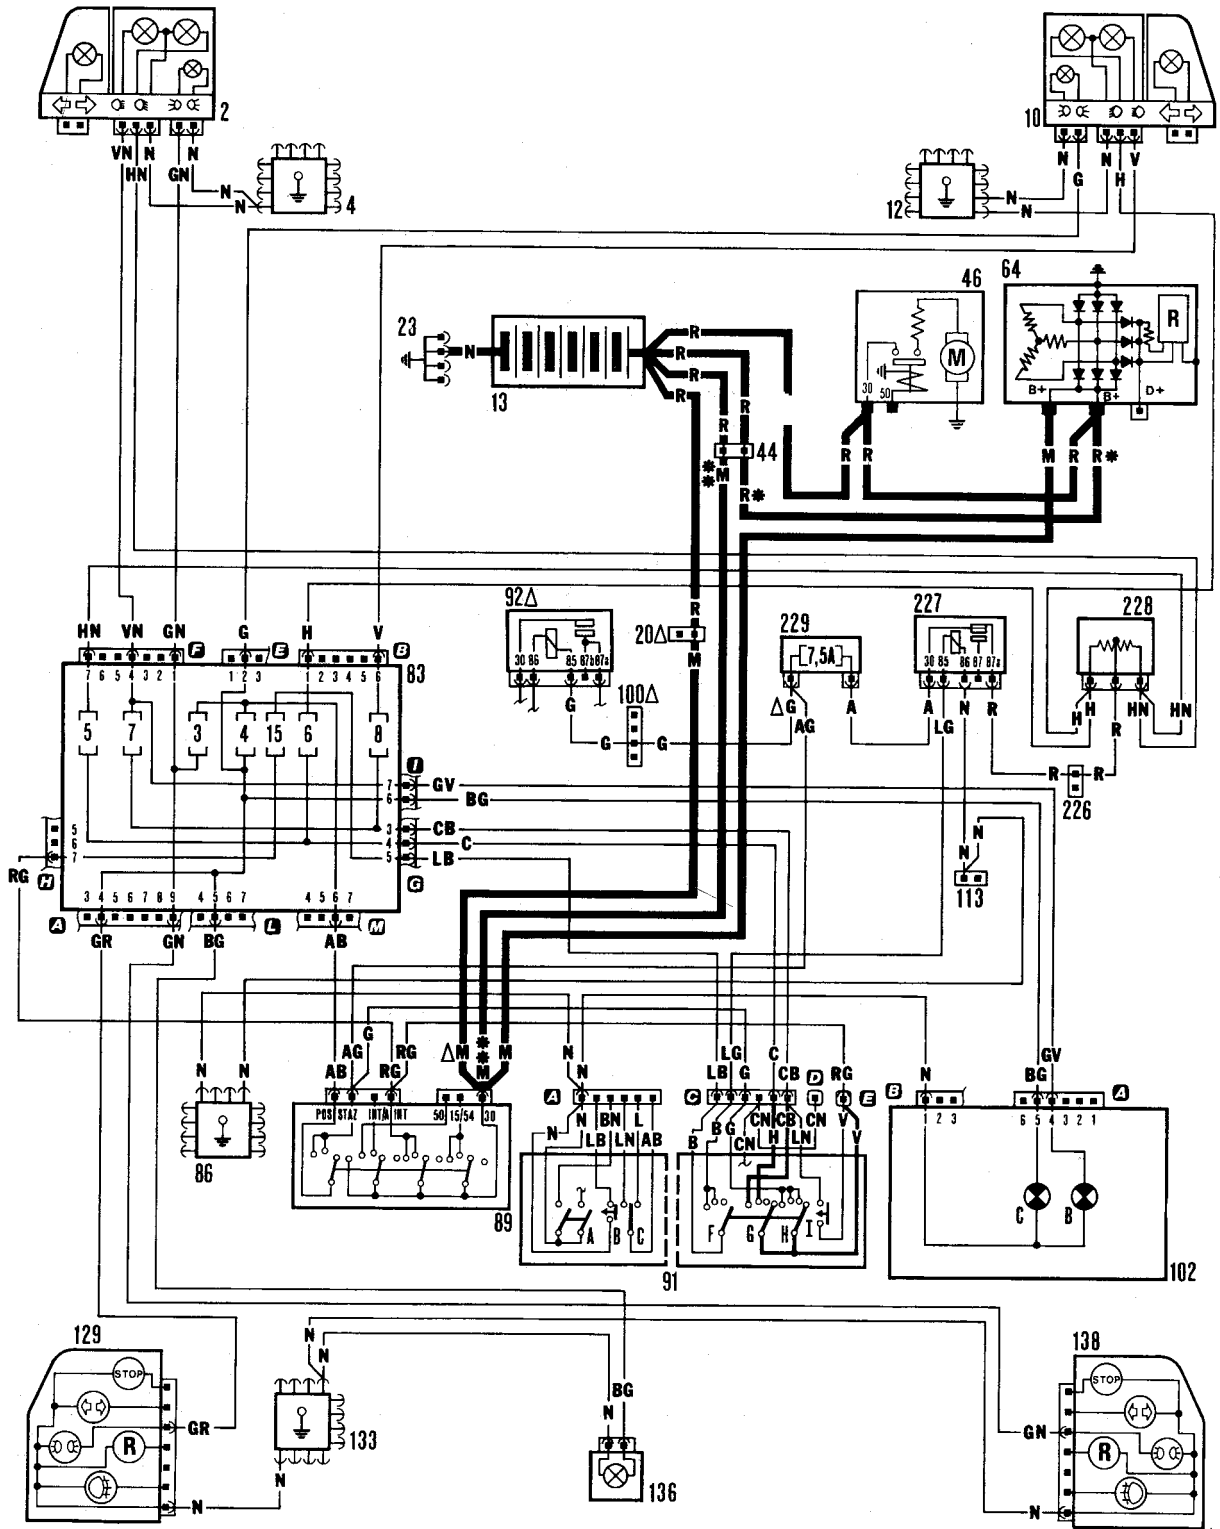 2
10
VN N N
HN GN
N
N
4
N N V
G H
12
N
N
46
64
23
N
13
R
R
R
R
R
R
R
44
M
**
R*
M
30
50
R
R
R
B+
B+
D+
M R R*
R
20Δ
M
92Δ
30 86 85 87b 87a
G
100Δ
G
G
229
7,5A
ΔG
AG
A
227
30 85 86 87 87a
A
LG
N
R
228
H
H
R
HN
HN
R
R
226
N
N
113
HN VN GN
F
G
E
H
V
B
83
7 6 5 4 3 2 1
1 2 3
1 2 3 4 5 6
5
7
3
4
15
6
8
I
7
GV
6
BG
3
CB
4
C
5
LB
G
5
6
7
H
RG
3 4 5 6 7 8 9
4 5 6 7
4 5 6 7
A
L
M
GR
GN
BG
AB
N
N
86
AB
AG
G
RG
RG
ΔM
**
M
M
POS STAZ INT/A INT
50 15/54 30
89
N
N
A
N
N
BN
L
LB
LN
AB
A
B
C
91
LB
LG
G
C
CB
RG
C
D
E
B
B
G
CN
CN
H
CB
LN
CN
V
V
F
G
H
I
N
B
2 3
BG
GV
A
6 5 4 3 2 1
C
B
102
129
STOP
R
GR
N
N
N
N
133
N
BG
136
138
STOP
R
GN
N